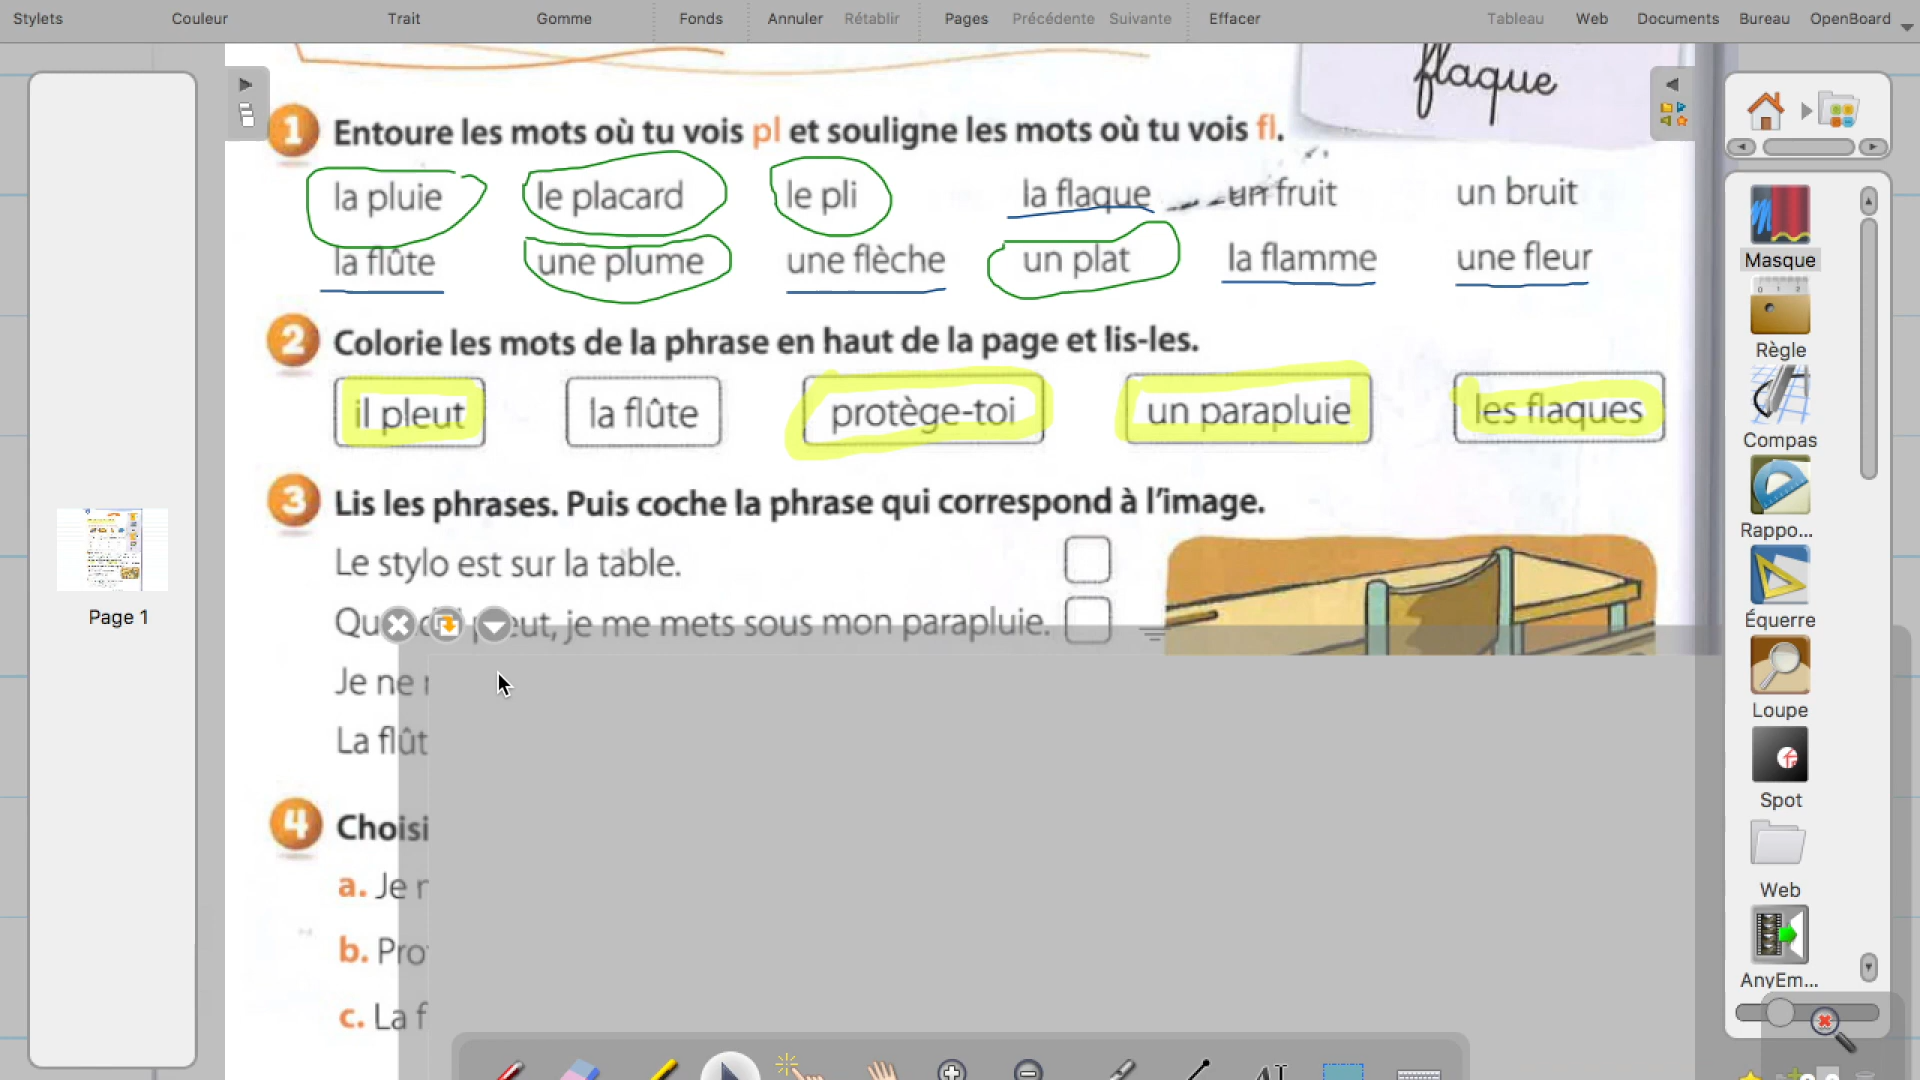 Stylets Couleur Trait Gomme Fonds Annuler Rétablir Pages Précédente Suivante Effacer Tableau Web Documents Bureau OpenBoard
flaque
1 Entoure les mots où tu vois pl et souligne les mots où tu vois fl.
la pluie le placard le pli la flaque un fruit un bruit
la flûte une plume une flèche un plat la flamme une fleur
2 Colorie les mots de la phrase en haut de la page et lis-les.
il pleut la flûte protège-toi un parapluie les flaques
3 Lis les phrases. Puis coche la phrase qui correspond à l'image.
Le stylo est sur la table.
Qu eut, je me mets sous mon parapluie.
Je ne
La flût
4 Choisi
a. Je
b. Pro
c. La f
Page 1
Masque
0 1 2
Règle
Compas
Rappo...
Équerre
Loupe
Spot
Web
AnyEm...